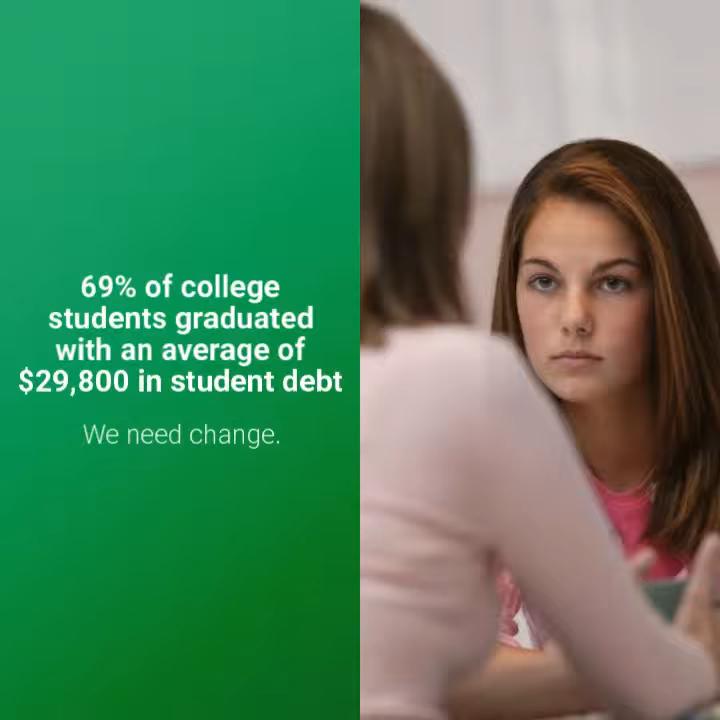 69% of college
students graduated
with an average of
$29,800 in student debt
We need change.